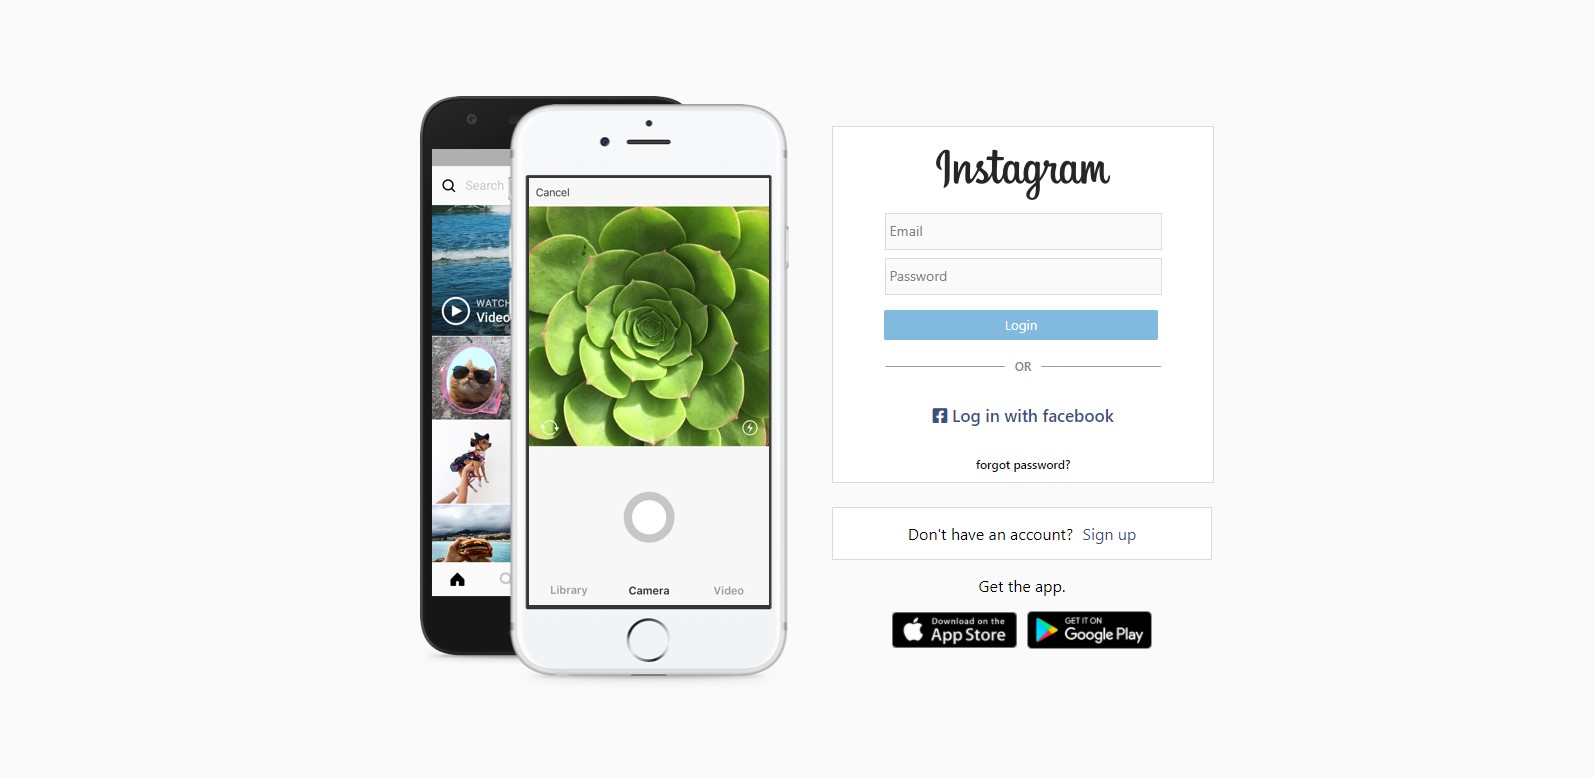 Search
WATCH
Video
Cancel
Library Camera Video
Instagram
Email
Password
Login
OR
Log in with facebook
forgot password?
Don't have an account? Sign up
Get the app.
Download on the
App Store
GET IT ON
Google Play